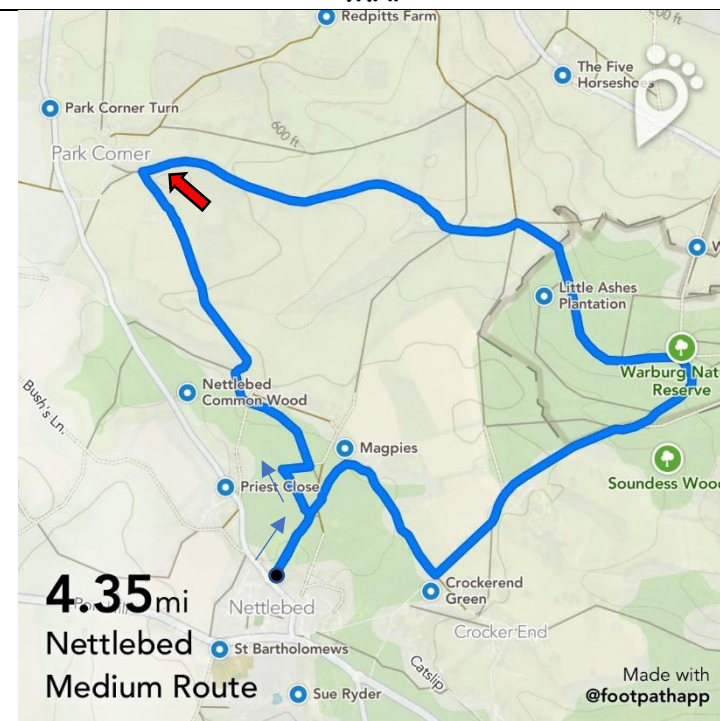 Redpitts Farm
600 ft
The Five
Horseshoes
Park Corner Turn
600 ft
Park Corner
Little Ashes
Plantation
Warburg Nat
Reserve
Nettlebed
Common Wood
Bush's Ln.
Magpies
Soundess Wood
Priest Close
Crockerend
Green
4.35mi
Nettlebed
Crocker End
Nettlebed
St Bartholomews
Catslip
Medium Route
Sue Ryder
Made with
@footpathapp